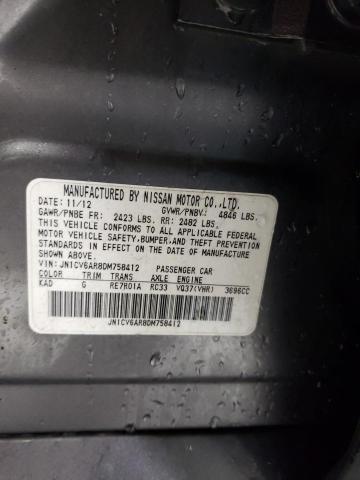 MANUFACTURED BY NISSAN MOTOR CO.,LTD.
DATE: 11/12 GVWR/PNBV: 4846 LBS.
GAWR/PNBE FR: 2423 LBS. RR: 2482 LBS.
THIS VEHICLE CONFORMS TO ALL APPLICABLE FEDERAL
MOTOR VEHICLE SAFETY,BUMPER,AND THEFT PREVENTION
STANDARDS IN EFFECT ON THE DATE OF MANUFACTURE
SHOWN ABOVE.
VIN: JN1CV6AR8DM758412 PASSENGER CAR
COLOR TRIM TRANS AXLE ENGINE
KAD G RE7R01A RC33 VQ37(VHR) 3696CC
JN1CV6AR8DM758412